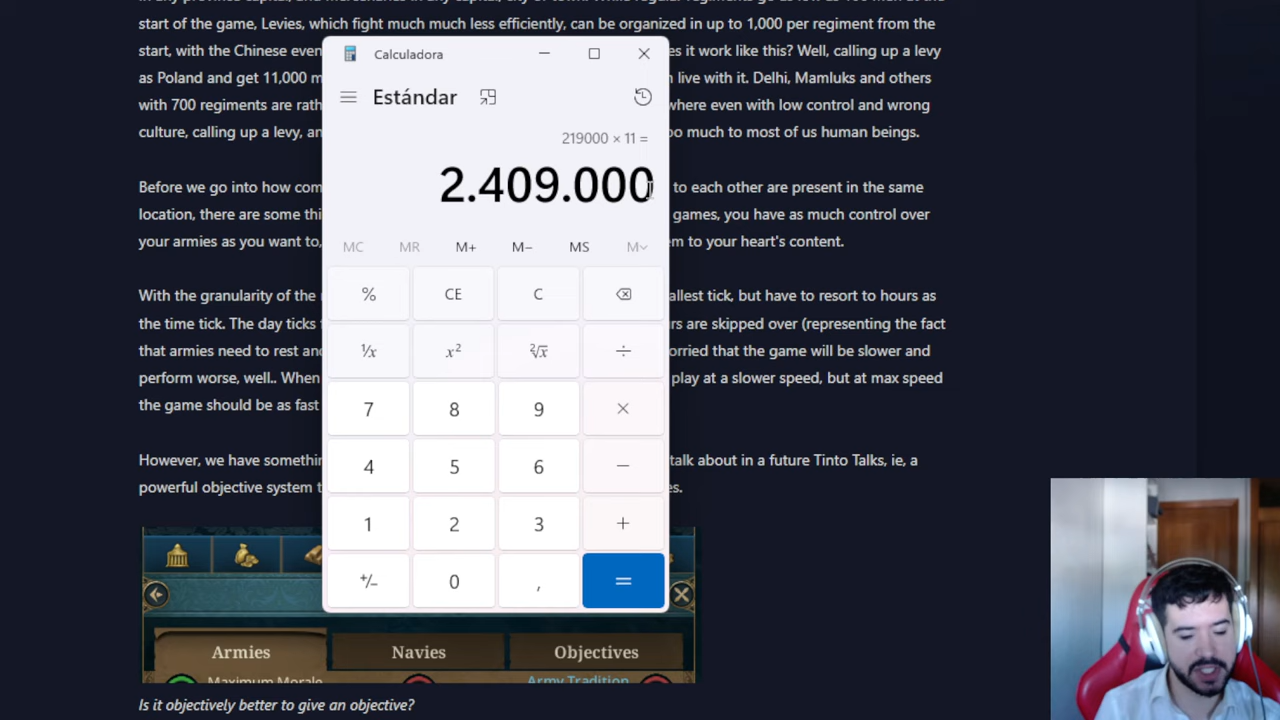 start of the game, Levies, which fight much much less efficiently, can be organized in up to 1,000 per regiment from the
start, with the Chinese even
es it work like this? Well, calling up a levy
as Poland and get 11,000 m
live with it. Delhi, Mamluks and others
with 700 regiments are rath
where even with low control and wrong
culture, calling up a levy, an
oo much to most of us human beings.
Before we go into how com
to each other are present in the same
location, there are some thi
games, you have as much control over
your armies as you want to,
em to your heart's content.
With the granularity of the
allest tick, but have to resort to hours as
the time tick. The day ticks
rs are skipped over (representing the fact
that armies need to rest and
orried that the game will be slower and
perform worse, well.. When
play at a slower speed, but at max speed
the game should be as fast
However, we have somethin
talk about in a future Tinto Talks, ie, a
powerful objective system t
es.
Calculadora
Estándar
219000 × 11 =
2.409.000
MC MR M+ M− MS M
% CE C
¹/x x² ²√x ÷
7 8 9 ×
4 5 6 −
1 2 3 +
+/− 0 , =
Armies Navies Objectives
Maximum Morale
Army Tradition
Is it objectively better to give an objective?